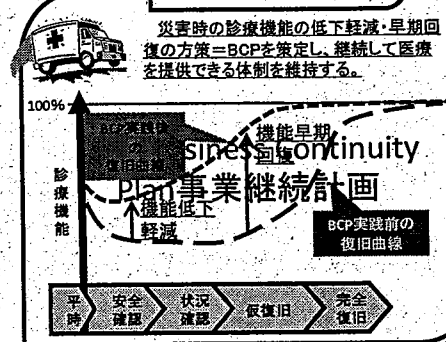 災害時の診療機能の低下軽減・早期回
復の方策＝BCPを策定し、継続して医療
を提供できる体制を維持する。
100%
BCP実践後
の
復旧曲線
機能早期
回復
siness Continuity
Plan事業継続計画
機能低下
軽減
診療機能
BCP実践前の
復旧曲線
平時
安全
確認
状況
確認
仮復旧
完全
復旧